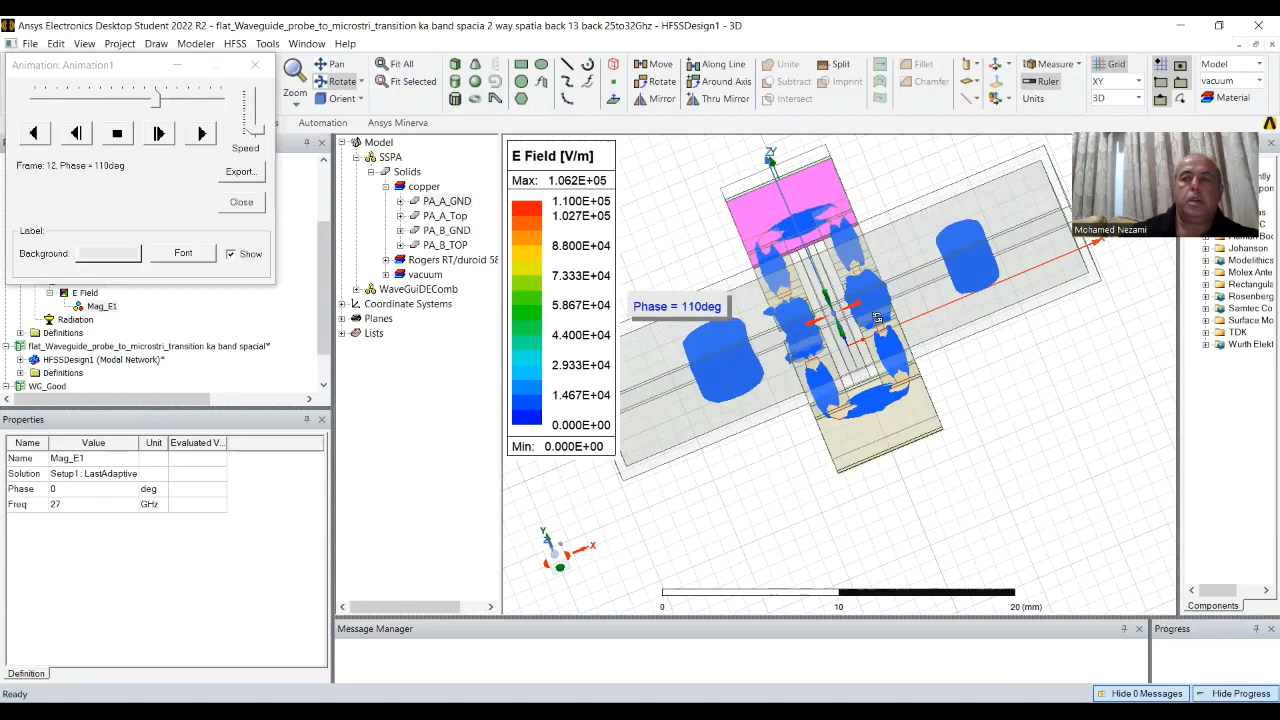 Ansys Electronics Desktop Student 2022 R2 - flat_Waveguide_probe_to_microstri_transition ka band spacia 2 way spatia back 13 back 25to32Ghz - HFSSDesign1 - 3D
File Edit View Project Draw Modeler HFSS Tools Window Help
Animation: Animation1
Zoom
Pan
Rotate
Orient
Fit All
Fit Selected
Unite
Subtract
Intersect
Split
Imprint
Fillet
Chamfer
Move
Rotate
Mirror
Along Line
Around Axis
Thru Mirror
Measure
Ruler
Units
Grid
XY
3D
Model
vacuum
Material
Automation
Ansys Minerva
Speed
Frame: 12, Phase = 110deg
Export...
Close
Label:
Background:
Font
Show
E Field
Mag_E1
Radiation
Definitions
flat_Waveguide_probe_to_microstri_transition ka band spacial*
HFSSDesign1 (Modal Network)*
Definitions
WG_Good
Properties
Name Value Unit Evaluated V...
Name Mag_E1
Solution Setup1 : LastAdaptive
Phase 0 deg
Freq 27 GHz
Definition
Model
SSPA
Solids
copper
PA_A_GND
PA_A_Top
PA_B_GND
PA_B_TOP
Rogers RT/duroid 58
vacuum
WaveGuiDEComb
Coordinate Systems
Planes
Lists
E Field [V/m]
Max: 1.062E+05
1.100E+05
1.027E+05
8.800E+04
7.333E+04
5.867E+04
4.400E+04
2.933E+04
1.467E+04
0.000E+00
Min: 0.000E+00
Phase = 110deg
Y
X
0 10 20 (mm)
Mohamed Nezami
Johanson
Modelithics
Molex Ante
Rectangula
Rosenberg
Samtec Co
Surface Mo
TDK
Wurth Elekt
Components
Message Manager
Progress
Ready
Hide 0 Messages
Hide Progress